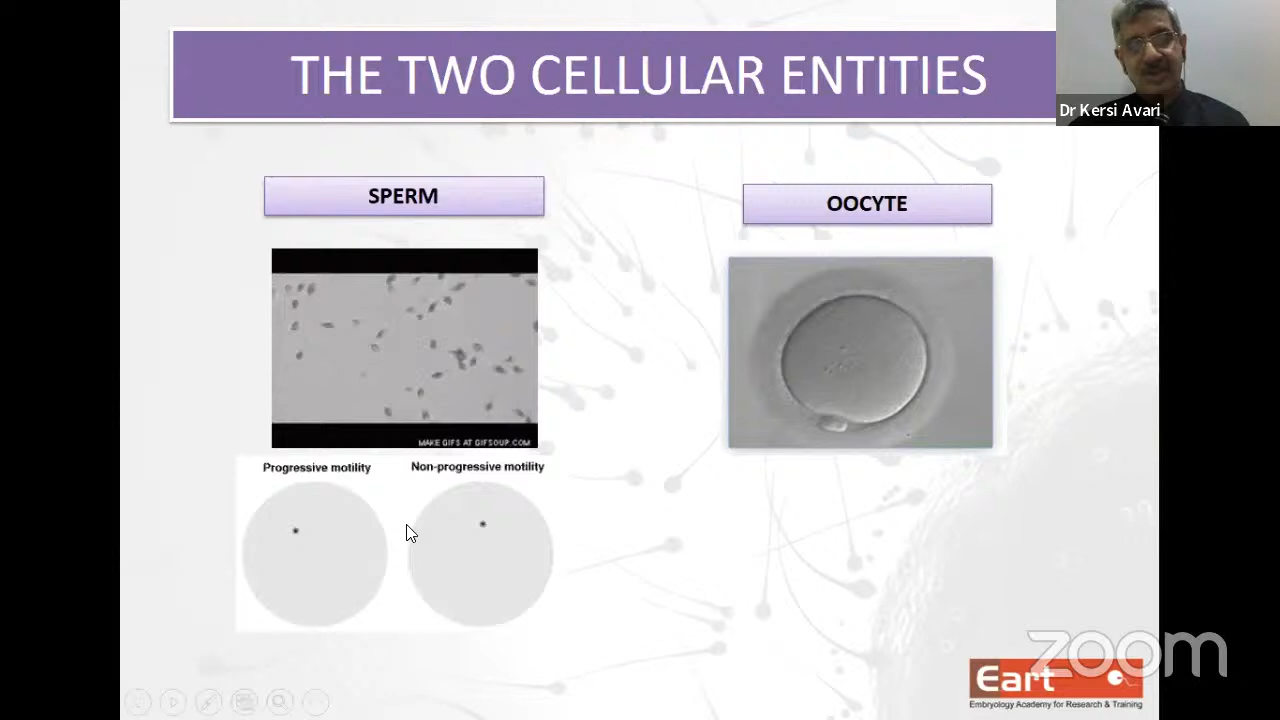 THE TWO CELLULAR ENTITIES
Dr Kersi Avari
SPERM
OOCYTE
MAKE GIFS AT GIFSOUP.COM
Progressive motility
Non-progressive motility
zoom
Eart
Embryology Academy for Research & Training